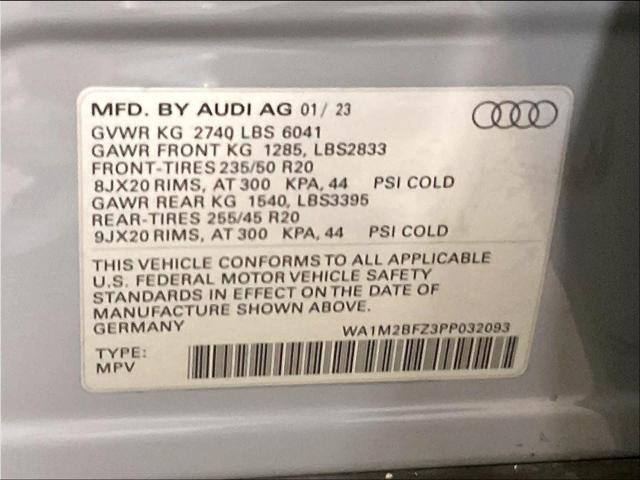 MFD. BY AUDI AG 01/ 23
GVWR KG 2740 LBS 6041
GAWR FRONT KG 1285, LBS2833
FRONT-TIRES 235/50 R20
8JX20 RIMS, AT 300 KPA, 44 PSI COLD
GAWR REAR KG 1540, LBS3395
REAR-TIRES 255/45 R20
9JX20 RIMS, AT 300 KPA, 44 PSI COLD
THIS VEHICLE CONFORMS TO ALL APPLICABLE
U.S. FEDERAL MOTOR VEHICLE SAFETY
STANDARDS IN EFFECT ON THE DATE OF
MANUFACTURE SHOWN ABOVE.
GERMANY WA1M2BFZ3PP032093
TYPE:
MPV